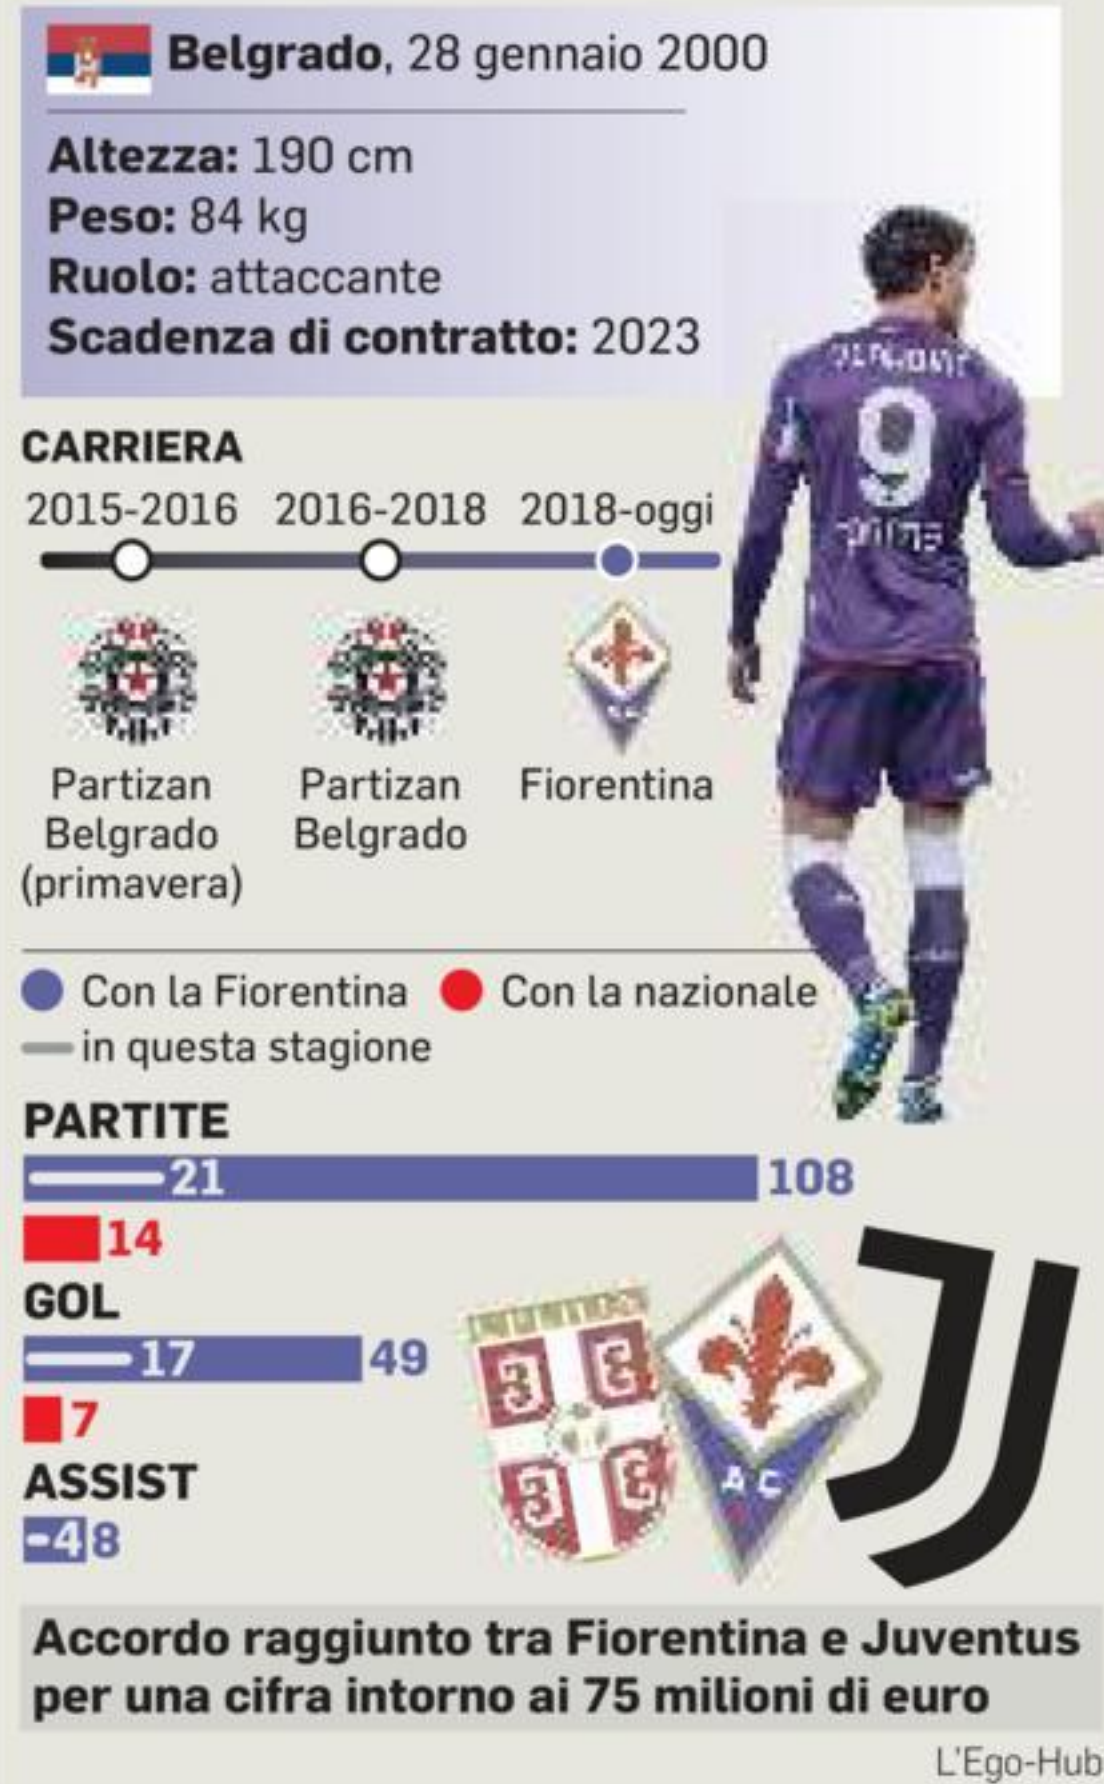 Belgrado, 28 gennaio 2000
Altezza: 190 cm
Peso: 84 kg
Ruolo: attaccante
Scadenza di contratto: 2023
9
CARRIERA
2015-2016 2016-2018 2018-oggi
Partizan Belgrado (primavera)
Partizan Belgrado
Fiorentina
Con la Fiorentina Con la nazionale
in questa stagione
PARTITE
21 108
14
GOL
17 49
7
ASSIST
4 8
A C
Accordo raggiunto tra Fiorentina e Juventus
per una cifra intorno ai 75 milioni di euro
L'Ego-Hub